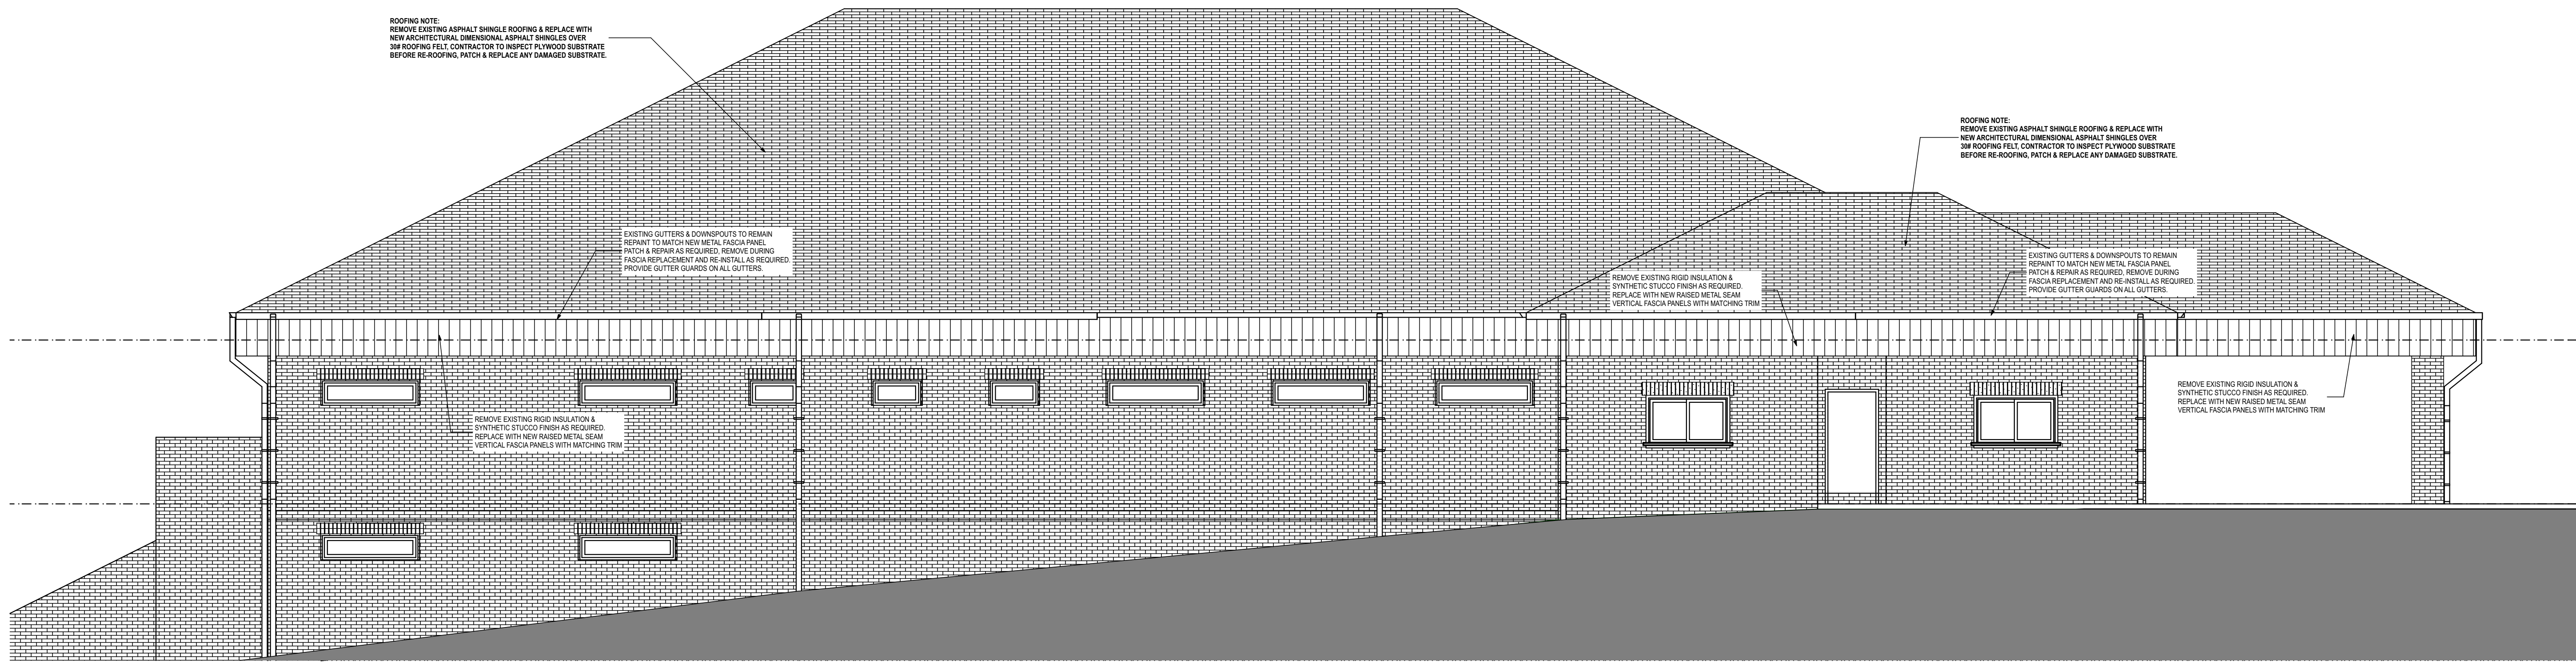 ROOFING NOTE:
REMOVE EXISTING ASPHALT SHINGLE ROOFING & REPLACE WITH
NEW ARCHITECTURAL DIMENSIONAL ASPHALT SHINGLES OVER
30# ROOFING FELT, CONTRACTOR TO INSPECT PLYWOOD SUBSTRATE
BEFORE RE-ROOFING, PATCH & REPLACE ANY DAMAGED SUBSTRATE.
ROOFING NOTE:
REMOVE EXISTING ASPHALT SHINGLE ROOFING & REPLACE WITH
NEW ARCHITECTURAL DIMENSIONAL ASPHALT SHINGLES OVER
30# ROOFING FELT, CONTRACTOR TO INSPECT PLYWOOD SUBSTRATE
BEFORE RE-ROOFING, PATCH & REPLACE ANY DAMAGED SUBSTRATE.
EXISTING GUTTERS & DOWNSPOUTS TO REMAIN
REPAINT TO MATCH NEW METAL FASCIA PANEL
PATCH & REPAIR AS REQUIRED, REMOVE DURING
FASCIA REPLACEMENT AND RE-INSTALL AS REQUIRED.
PROVIDE GUTTER GUARDS ON ALL GUTTERS.
REMOVE EXISTING RIGID INSULATION &
SYNTHETIC STUCCO FINISH AS REQUIRED.
REPLACE WITH NEW RAISED METAL SEAM
VERTICAL FASCIA PANELS WITH MATCHING TRIM
EXISTING GUTTERS & DOWNSPOUTS TO REMAIN
REPAINT TO MATCH NEW METAL FASCIA PANEL
PATCH & REPAIR AS REQUIRED, REMOVE DURING
FASCIA REPLACEMENT AND RE-INSTALL AS REQUIRED.
PROVIDE GUTTER GUARDS ON ALL GUTTERS.
REMOVE EXISTING RIGID INSULATION &
SYNTHETIC STUCCO FINISH AS REQUIRED.
REPLACE WITH NEW RAISED METAL SEAM
VERTICAL FASCIA PANELS WITH MATCHING TRIM
REMOVE EXISTING RIGID INSULATION &
SYNTHETIC STUCCO FINISH AS REQUIRED.
REPLACE WITH NEW RAISED METAL SEAM
VERTICAL FASCIA PANELS WITH MATCHING TRIM